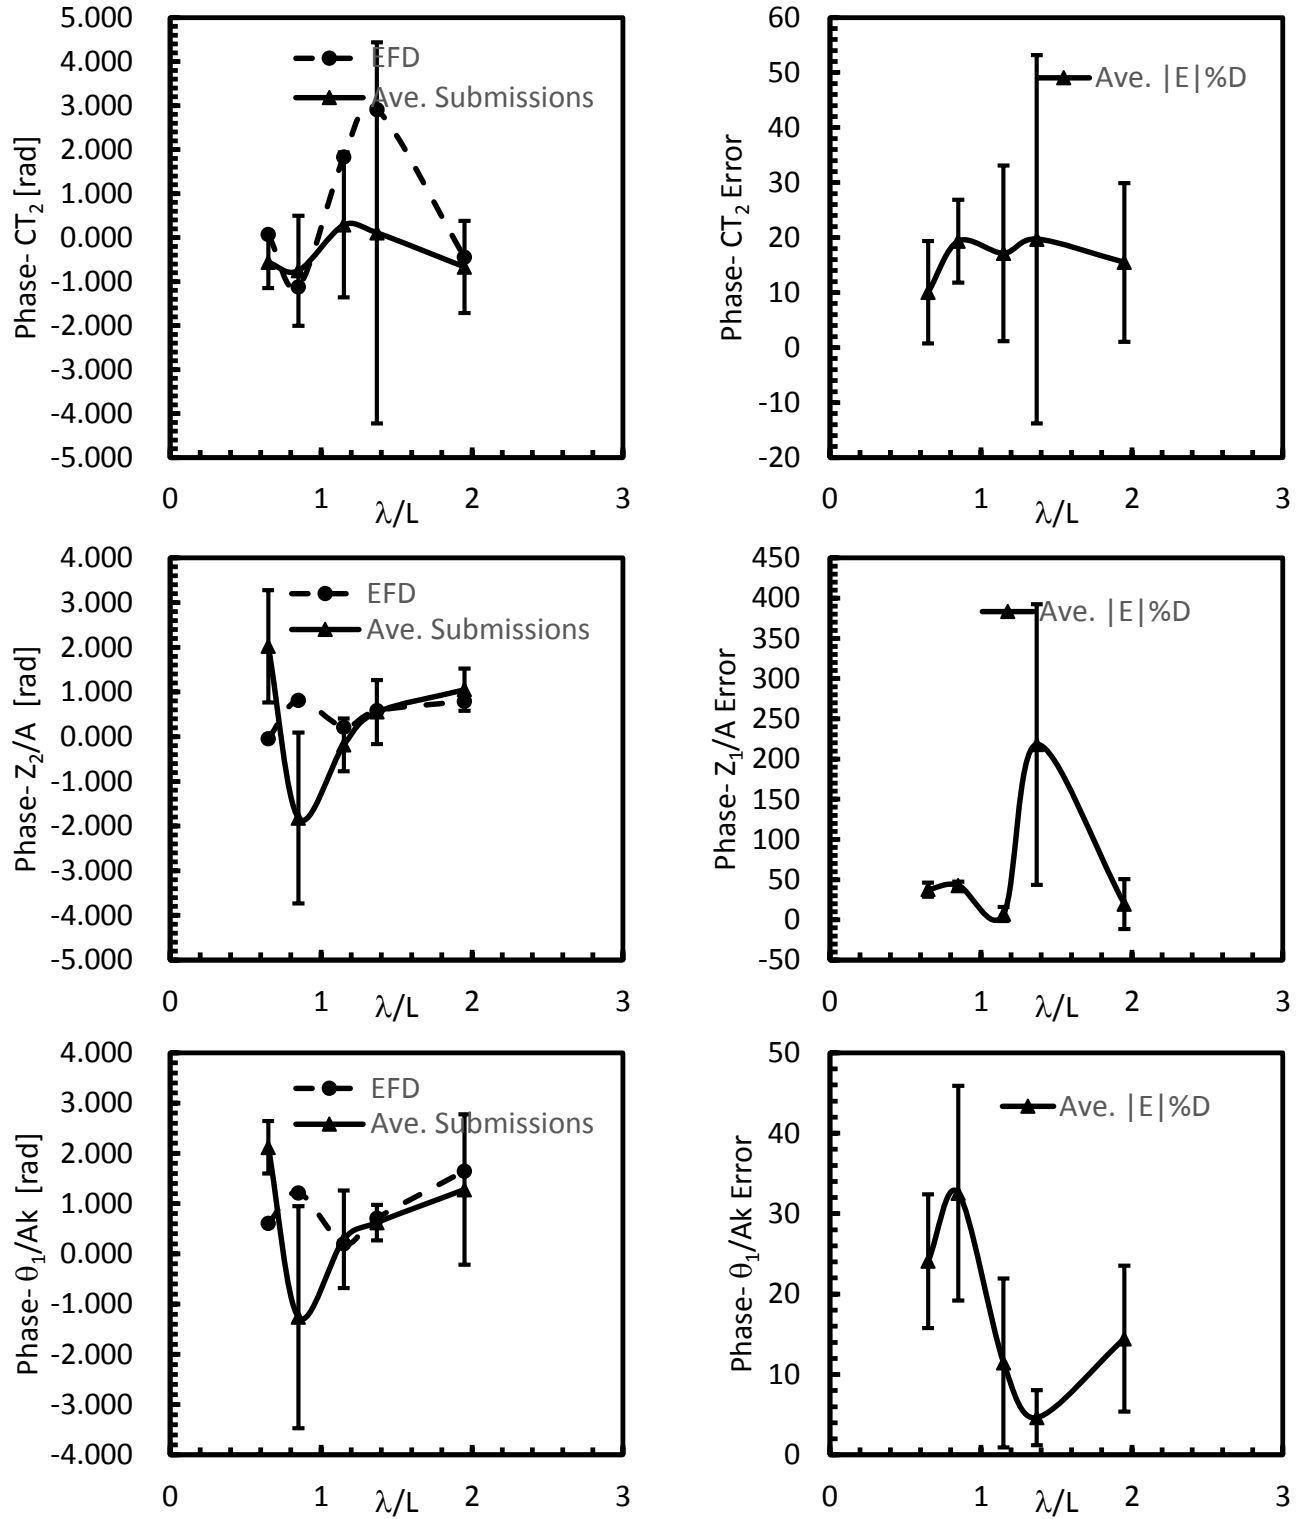 5.000
4.000
3.000
2.000
1.000
0.000
-1.000
-2.000
-3.000
-4.000
-5.000
Phase- CT₂ [rad]
EFD
Ave. Submissions
0 1 2 3
λ/L
60
50
40
30
20
10
0
-10
-20
Phase- CT₂ Error
Ave. |E|%D
0 1 2 3
λ/L
4.000
3.000
2.000
1.000
0.000
-1.000
-2.000
-3.000
-4.000
-5.000
Phase- Z₂/A [rad]
EFD
Ave. Submissions
0 1 2 3
λ/L
450
400
350
300
250
200
150
100
50
0
-50
Phase- Z₁/A Error
Ave. |E|%D
0 1 2 3
λ/L
4.000
3.000
2.000
1.000
0.000
-1.000
-2.000
-3.000
-4.000
Phase- θ₁/Ak [rad]
EFD
Ave. Submissions
0 1 2 3
λ/L
50
40
30
20
10
0
Phase- θ₁/Ak Error
Ave. |E|%D
0 1 2 3
λ/L